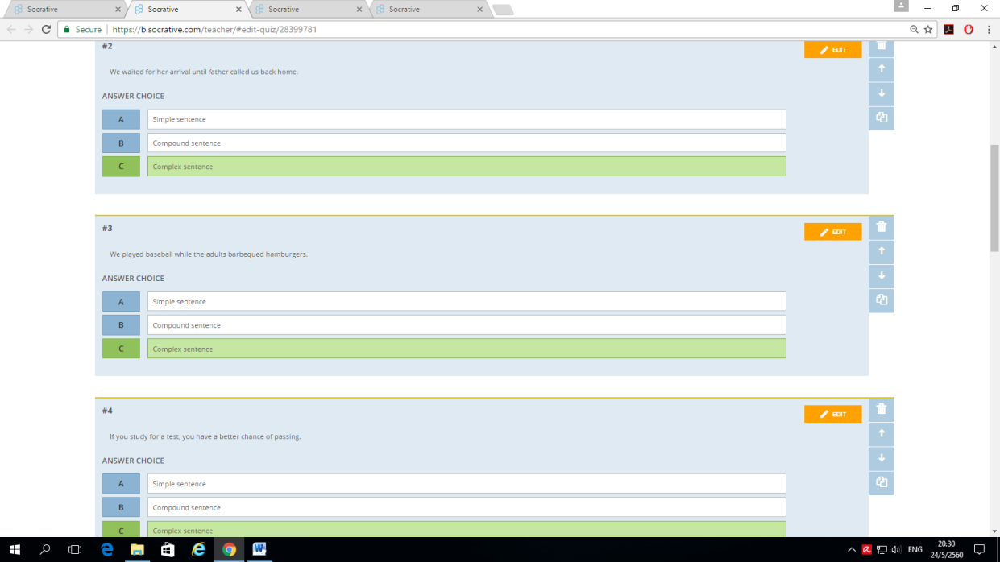 Socrative
Socrative
Socrative
Socrative
Secure https://b.socrative.com/teacher/#edit-quiz/28399781
#2
EDIT
We waited for her arrival until father called us back home.
ANSWER CHOICE
A Simple sentence
B Compound sentence
C Complex sentence
#3
EDIT
We played baseball while the adults barbequed hamburgers.
ANSWER CHOICE
A Simple sentence
B Compound sentence
C Complex sentence
#4
EDIT
If you study for a test, you have a better chance of passing.
ANSWER CHOICE
A Simple sentence
B Compound sentence
C Complex sentence
ENG
20:30
24/5/2560